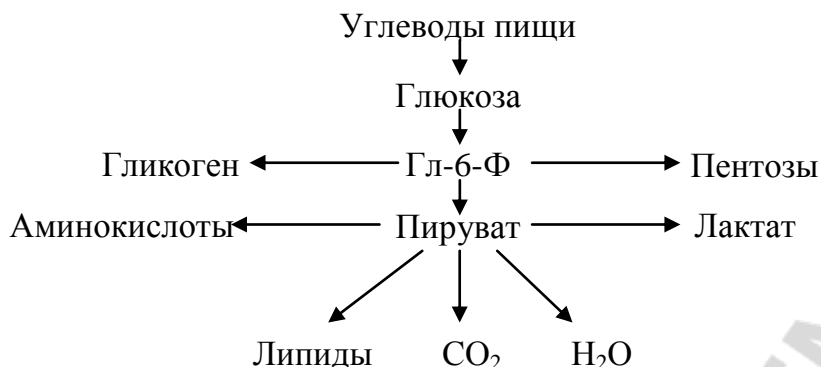 Углеводы пищи
Глюкоза
Гликоген Гл-6-Ф Пентозы
Аминокислоты Пируват Лактат
Липиды CO₂ H₂O